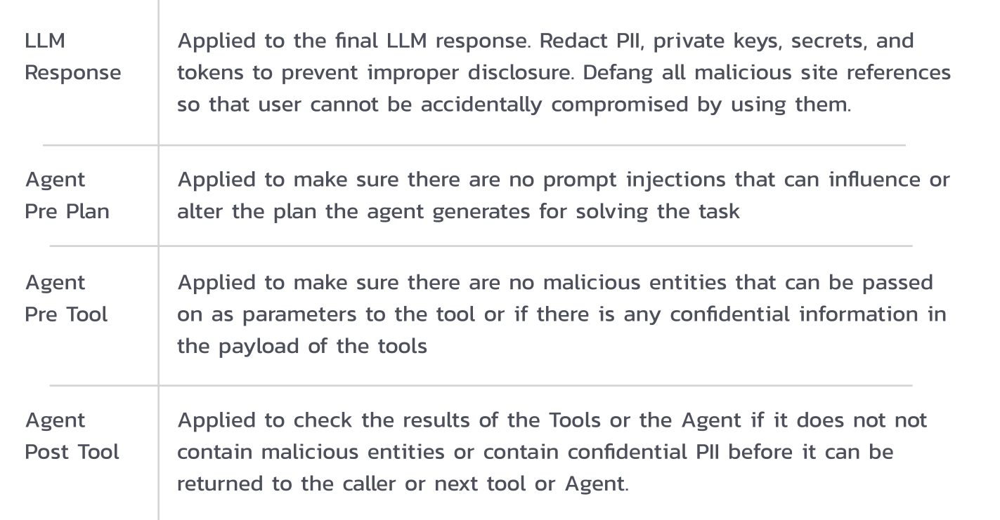 LLM
Response
Applied to the final LLM response. Redact PII, private keys, secrets, and
tokens to prevent improper disclosure. Defang all malicious site references
so that user cannot be accidentally compromised by using them.
Agent
Pre Plan
Applied to make sure there are no prompt injections that can influence or
alter the plan the agent generates for solving the task
Agent
Pre Tool
Applied to make sure there are no malicious entities that can be passed
on as parameters to the tool or if there is any confidential information in
the payload of the tools
Agent
Post Tool
Applied to check the results of the Tools or the Agent if it does not not
contain malicious entities or contain confidential PII before it can be
returned to the caller or next tool or Agent.